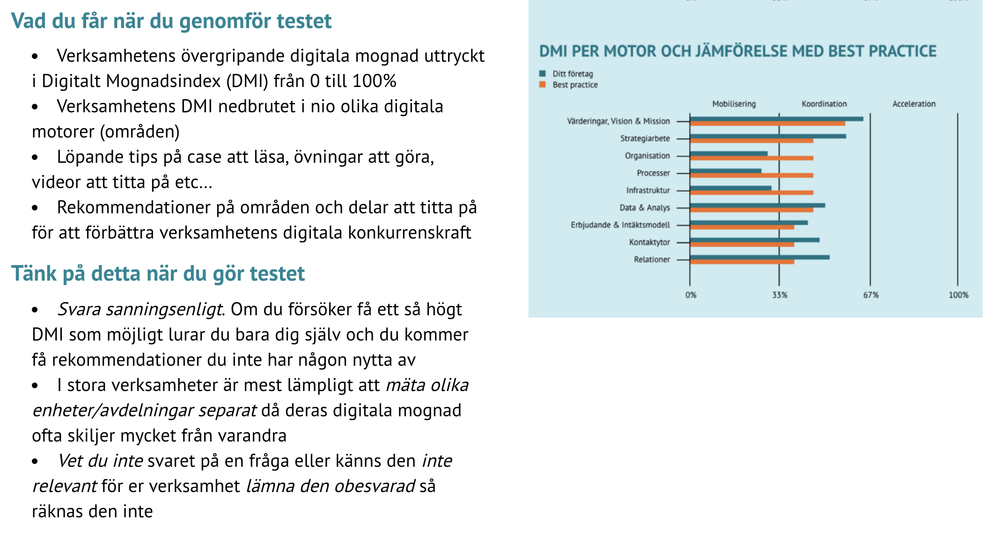 Vad du får när du genomför testet
• Verksamhetens övergripande digitala mognad uttryckt
i Digitalt Mognadsindex (DMI) från 0 till 100%
• Verksamhetens DMI nedbrutet i nio olika digitala
motorer (områden)
• Löpande tips på case att läsa, övningar att göra,
videor att titta på etc...
• Rekommendationer på områden och delar att titta på
för att förbättra verksamhetens digitala konkurrenskraft
Tänk på detta när du gör testet
• Svara sanningsenligt. Om du försöker få ett så högt
DMI som möjligt lurar du bara dig själv och du kommer
få rekommendationer du inte har någon nytta av
• I stora verksamheter är mest lämpligt att mäta olika
enheter/avdelningar separat då deras digitala mognad
ofta skiljer mycket från varandra
• Vet du inte svaret på en fråga eller känns den inte
relevant för er verksamhet lämna den obesvarad så
räknas den inte
DMI PER MOTOR OCH JÄMFÖRELSE MED BEST PRACTICE
Ditt företag
Best practice
Mobilisering Koordination Acceleration
Värderingar, Vision & Mission
Strategiarbete
Organisation
Processer
Infrastruktur
Data & Analys
Erbjudande & Intäktsmodell
Kontaktytor
Relationer
0% 33% 67% 100%